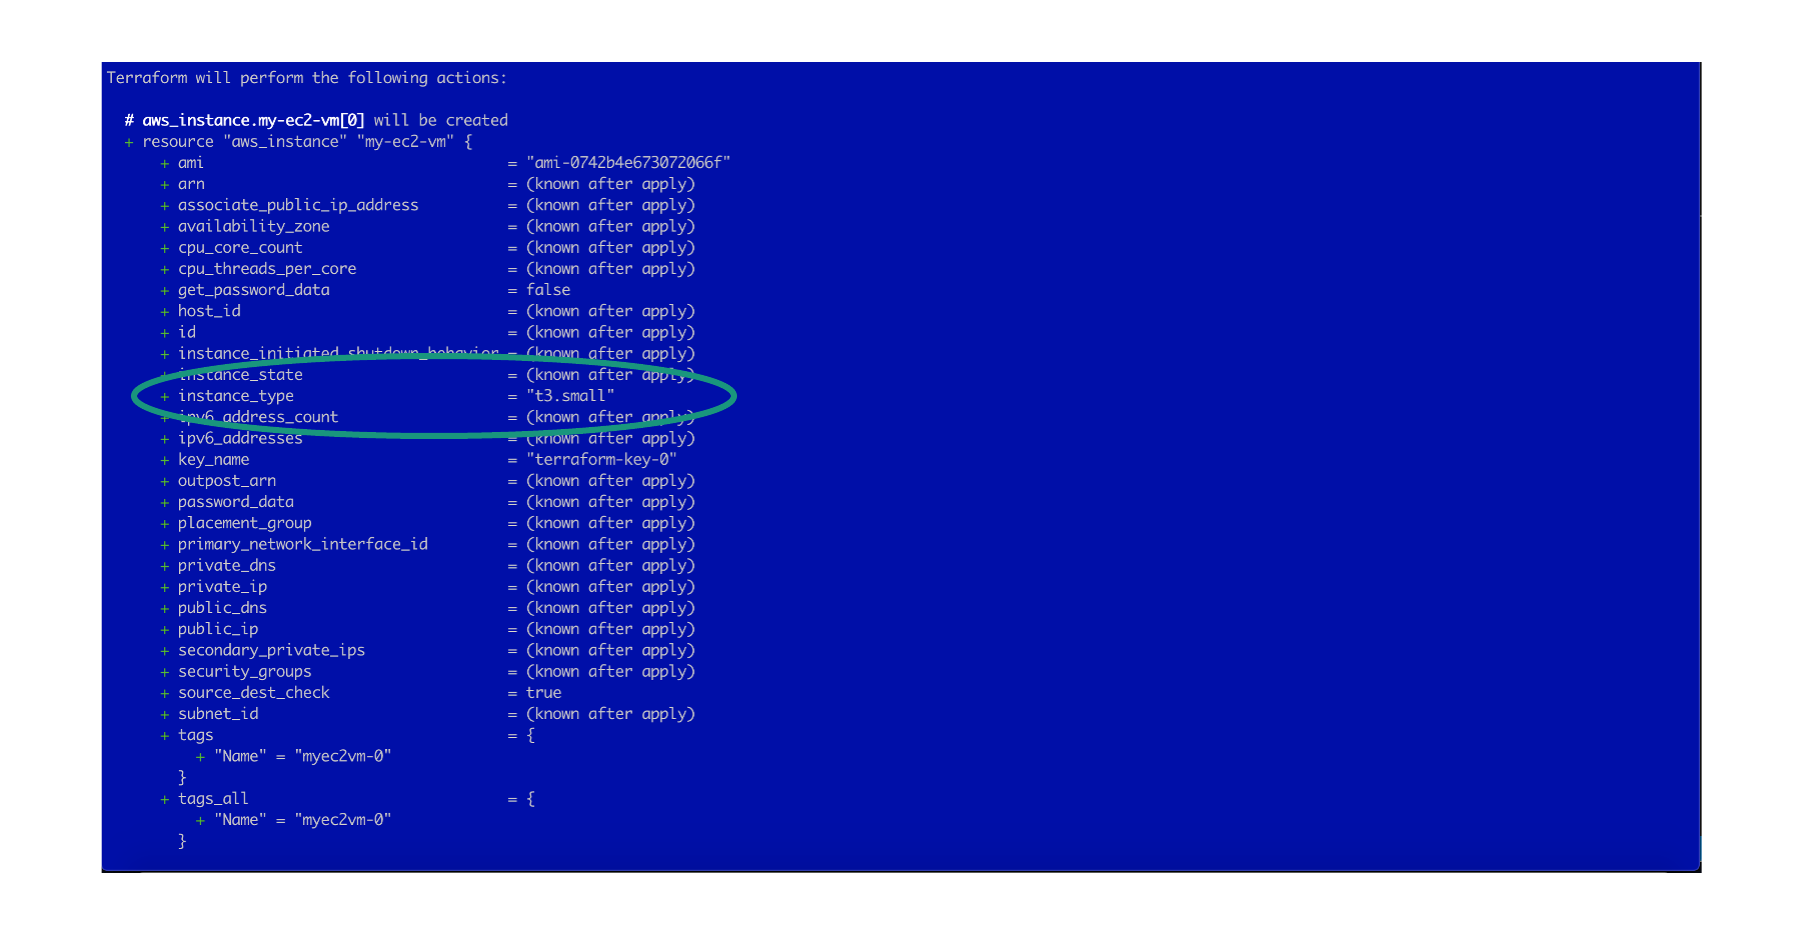 Terraform will perform the following actions:
# aws_instance.my-ec2-vm[0] will be created
+ resource "aws_instance" "my-ec2-vm" {
+ ami = "ami-0742b4e673072066f"
+ arn = (known after apply)
+ associate_public_ip_address = (known after apply)
+ availability_zone = (known after apply)
+ cpu_core_count = (known after apply)
+ cpu_threads_per_core = (known after apply)
+ get_password_data = false
+ host_id = (known after apply)
+ id = (known after apply)
+ instance_initiated_shutdown_behavior = (known after apply)
+ instance_state = (known after apply)
+ instance_type = "t3.small"
+ ipv6_address_count = (known after apply)
+ ipv6_addresses = (known after apply)
+ key_name = "terraform-key-0"
+ outpost_arn = (known after apply)
+ password_data = (known after apply)
+ placement_group = (known after apply)
+ primary_network_interface_id = (known after apply)
+ private_dns = (known after apply)
+ private_ip = (known after apply)
+ public_dns = (known after apply)
+ public_ip = (known after apply)
+ secondary_private_ips = (known after apply)
+ security_groups = (known after apply)
+ source_dest_check = true
+ subnet_id = (known after apply)
+ tags = {
+ "Name" = "myec2vm-0"
}
+ tags_all = {
+ "Name" = "myec2vm-0"
}